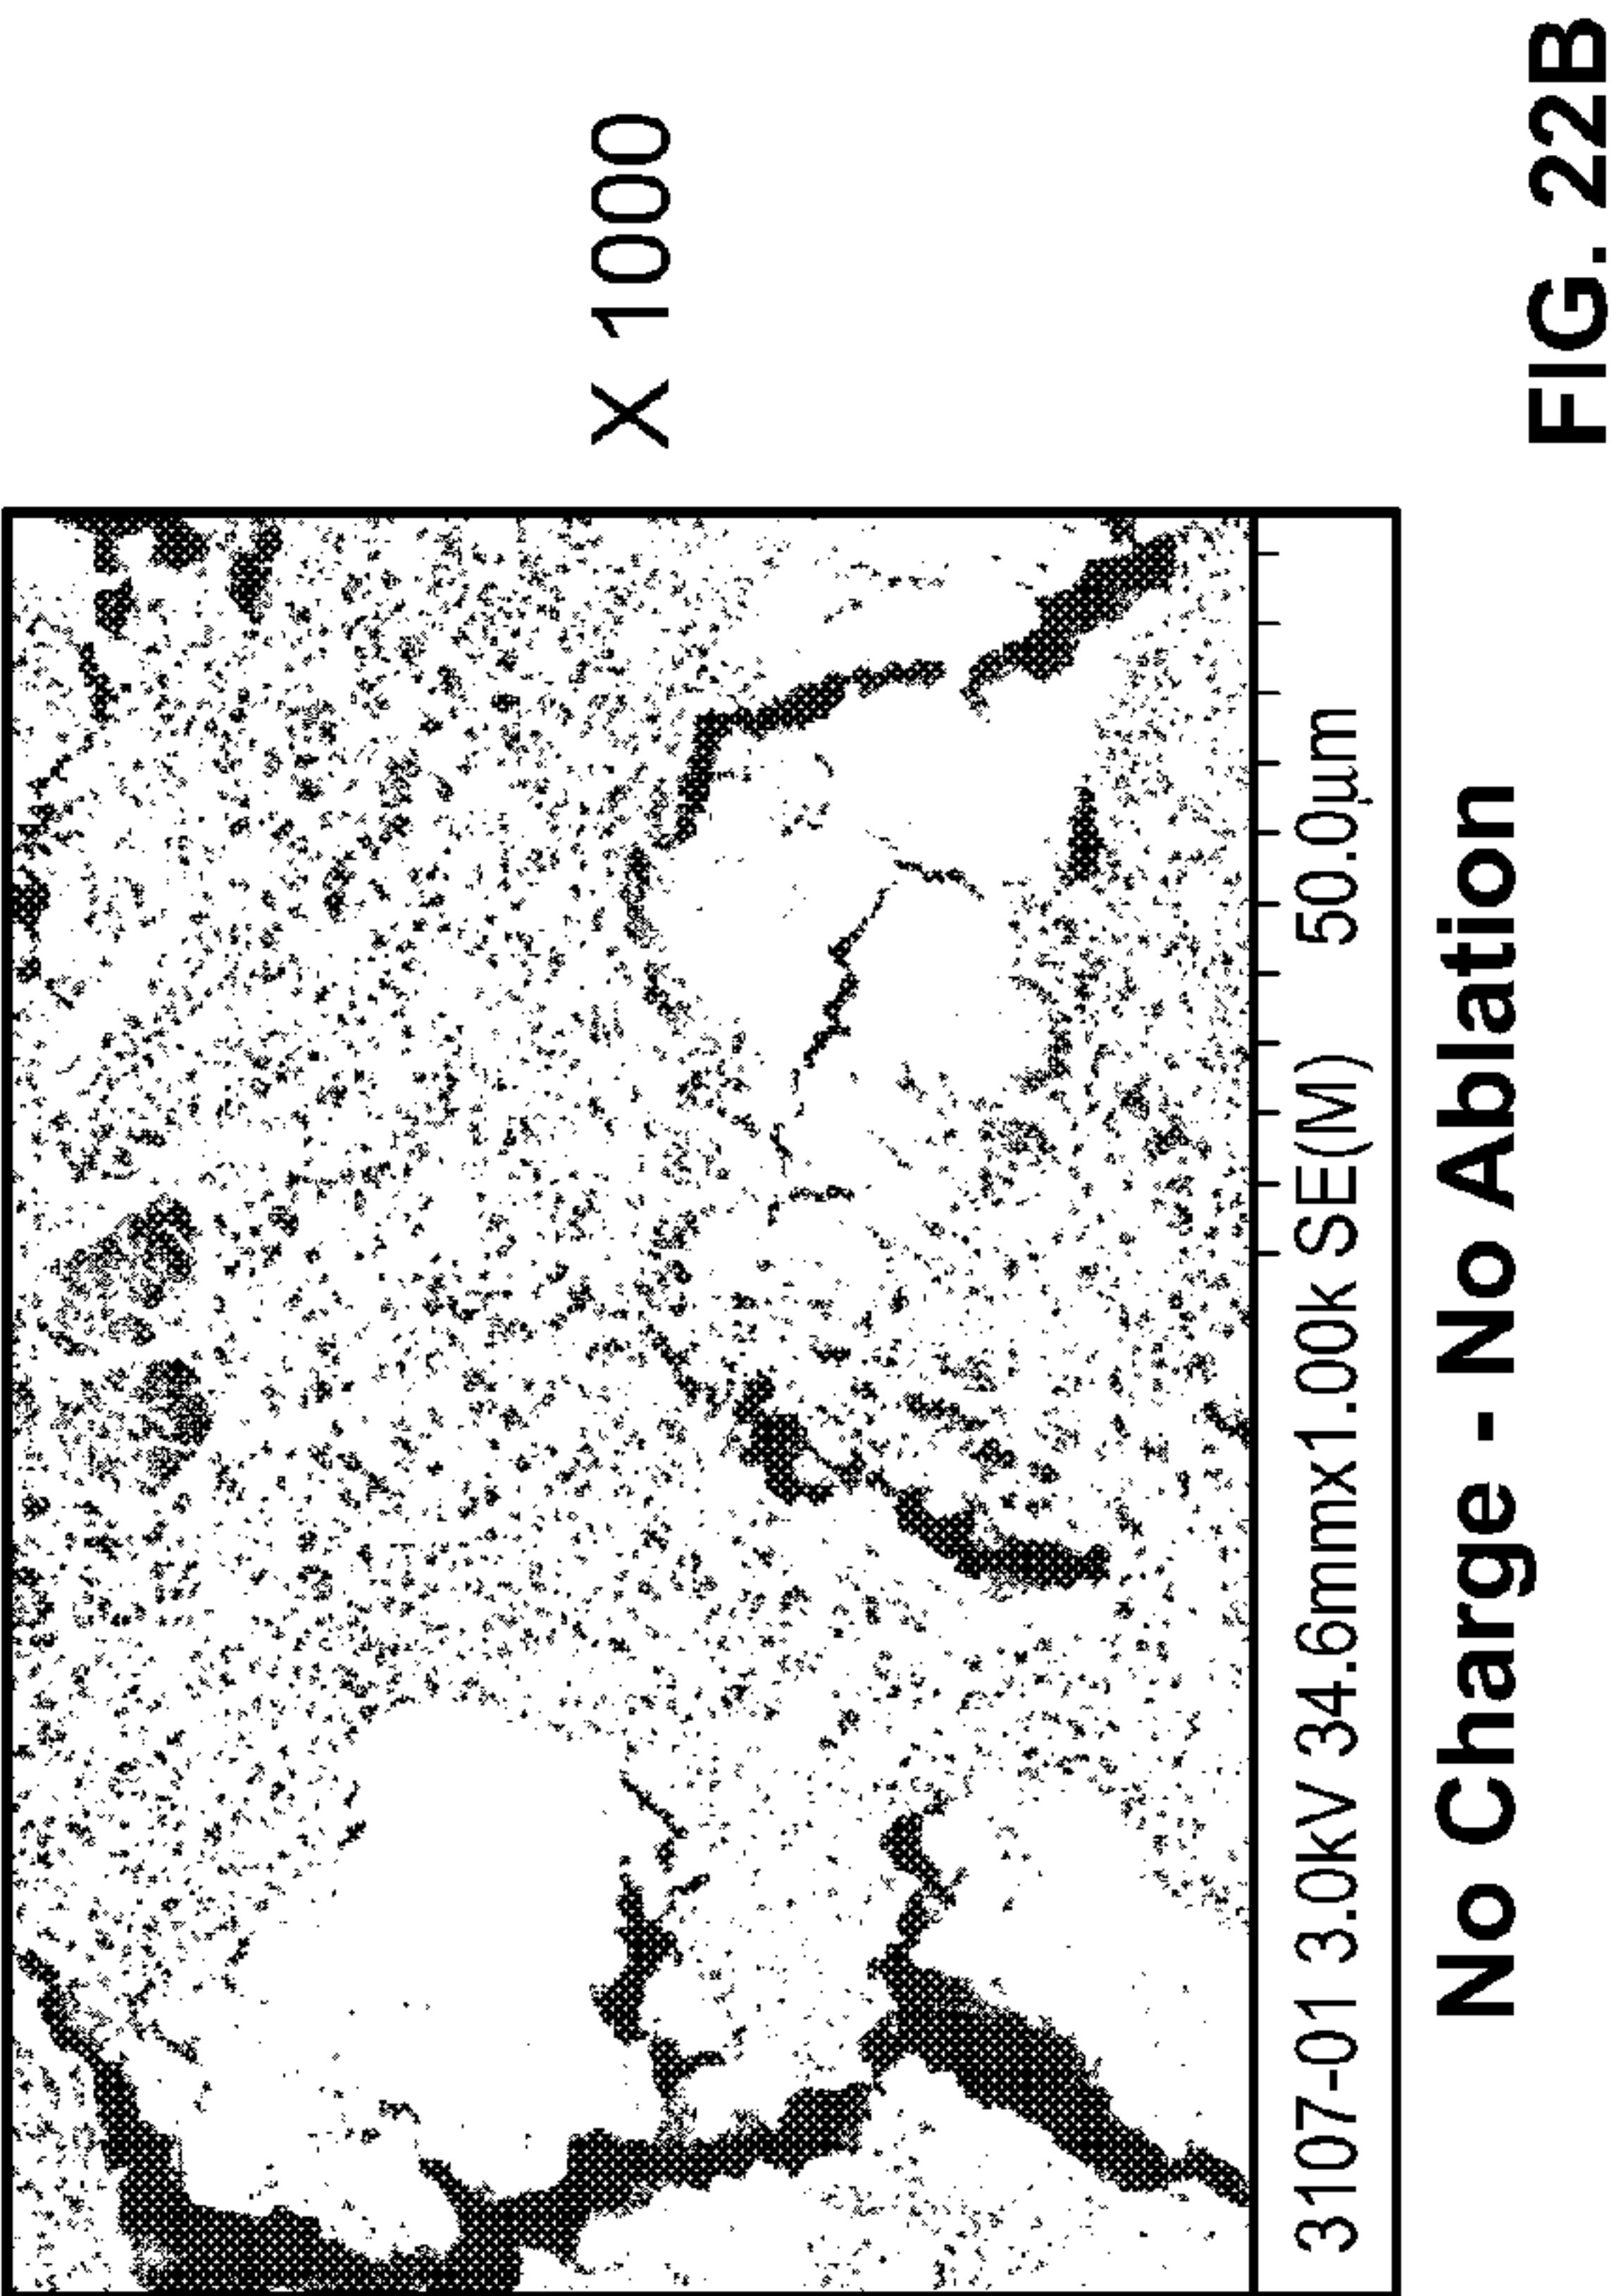 X 1000
3107-01 3.0kV 34.6mmx1.00k SE(M) 50.0µm
No Charge - No Ablation
FIG. 22B